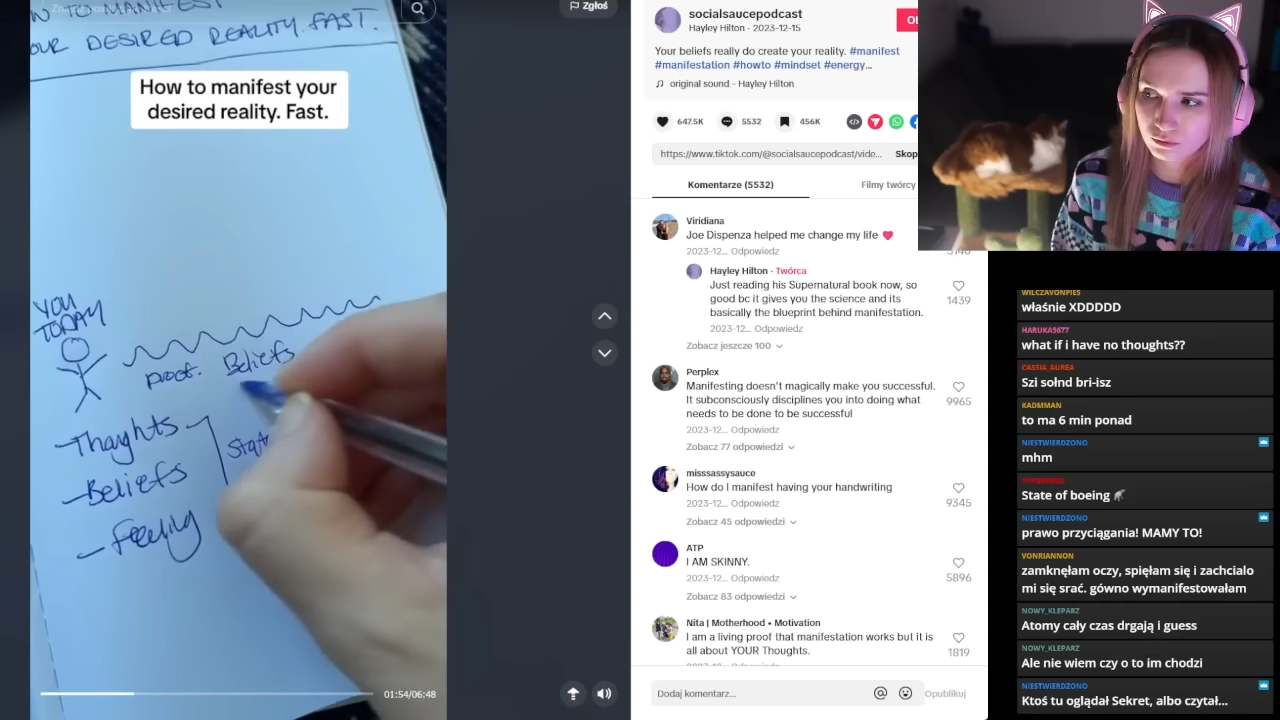 OUR DESIRED REALITY. FAST.
How to manifest your
desired reality. Fast.
YOU
TODAY
proof. Beliefs
- Thoughts
- Beliefs
- Feeling
01:54/06:48
Zgłoś
socialsaucepodcast
Hayley Hilton · 2023-12-15
Your beliefs really do create your reality. #manifest
#manifestation #howto #mindset #energy...
♫ original sound - Hayley Hilton
647.5K 5532 456K
https://www.tiktok.com/@socialsaucepodcast/vide...
Komentarze (5532) Filmy twórcy
Viridiana
Joe Dispenza helped me change my life ❤
2023-12... Odpowiedz
Hayley Hilton · Twórca
Just reading his Supernatural book now, so
good bc it gives you the science and its
basically the blueprint behind manifestation.
1439
2023-12... Odpowiedz
Zobacz jeszcze 100
Perplex
Manifesting doesn't magically make you successful.
It subconsciously disciplines you into doing what
needs to be done to be successful
9965
2023-12... Odpowiedz
Zobacz 77 odpowiedzi
misssassysauce
How do I manifest having your handwriting
9345
2023-12... Odpowiedz
Zobacz 45 odpowiedzi
ATP
I AM SKINNY.
2023-12... Odpowiedz
5896
Zobacz 83 odpowiedzi
Nita | Motherhood • Motivation
I am a living proof that manifestation works but it is
all about YOUR Thoughts.
1819
Dodaj komentarz...
Opublikuj
WILCZAVONPIES
właśnie XDDDDD
HARUKA5677
what if i have no thoughts??
CASSIA_AUREA
Szi sołnd bri-isz
KADMMAN
to ma 6 min ponad
NIESTWIERDZONO
mhm
State of boeing
NIESTWIERDZONO
prawo przyciągania! MAMY TO!
VONRIANNON
zamknęłam oczy, spięłam się i zachcialo
mi się srać. gówno wymanifestowałam
NOWY_KLEPARZ
Atomy cały czas drgają i guess
NOWY_KLEPARZ
Ale nie wiem czy o to im chodzi
NIESTWIERDZONO
Ktoś tu oglądał Sekret, albo czytał...